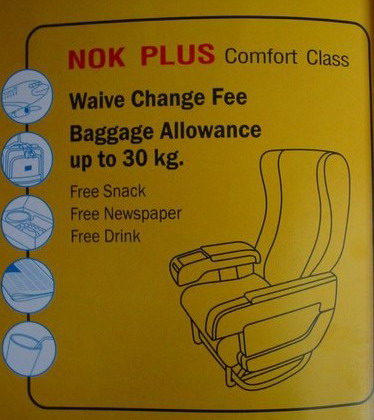 NOK PLUS Comfort Class
Waive Change Fee
Baggage Allowance
up to 30 kg.
Free Snack
Free Newspaper
Free Drink